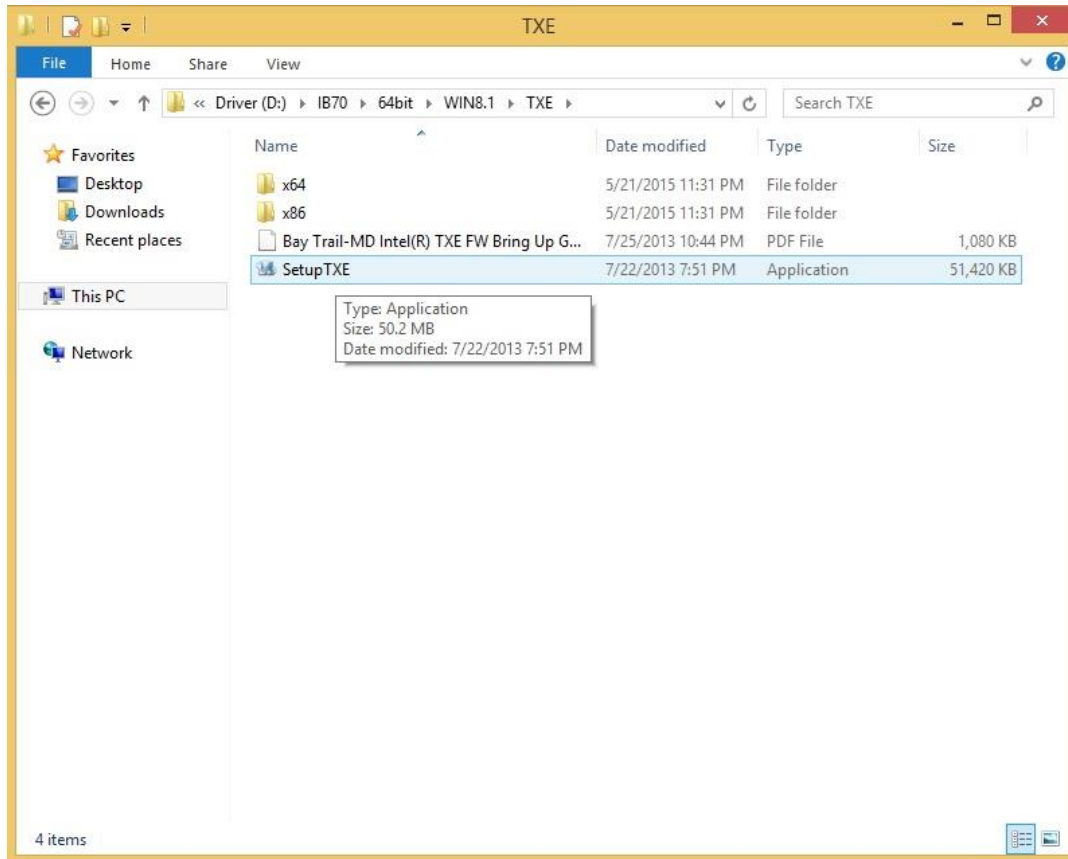 TXE
File Home Share View
« Driver (D:) ▸ IB70 ▸ 64bit ▸ WIN8.1 ▸ TXE ▸ Search TXE
Name Date modified Type Size
Favorites
Desktop
Downloads
Recent places
This PC
Network
x64 5/21/2015 11:31 PM File folder
x86 5/21/2015 11:31 PM File folder
Bay Trail-MD Intel(R) TXE FW Bring Up G... 7/25/2013 10:44 PM PDF File 1,080 KB
SetupTXE 7/22/2013 7:51 PM Application 51,420 KB
Type: Application
Size: 50.2 MB
Date modified: 7/22/2013 7:51 PM
4 items